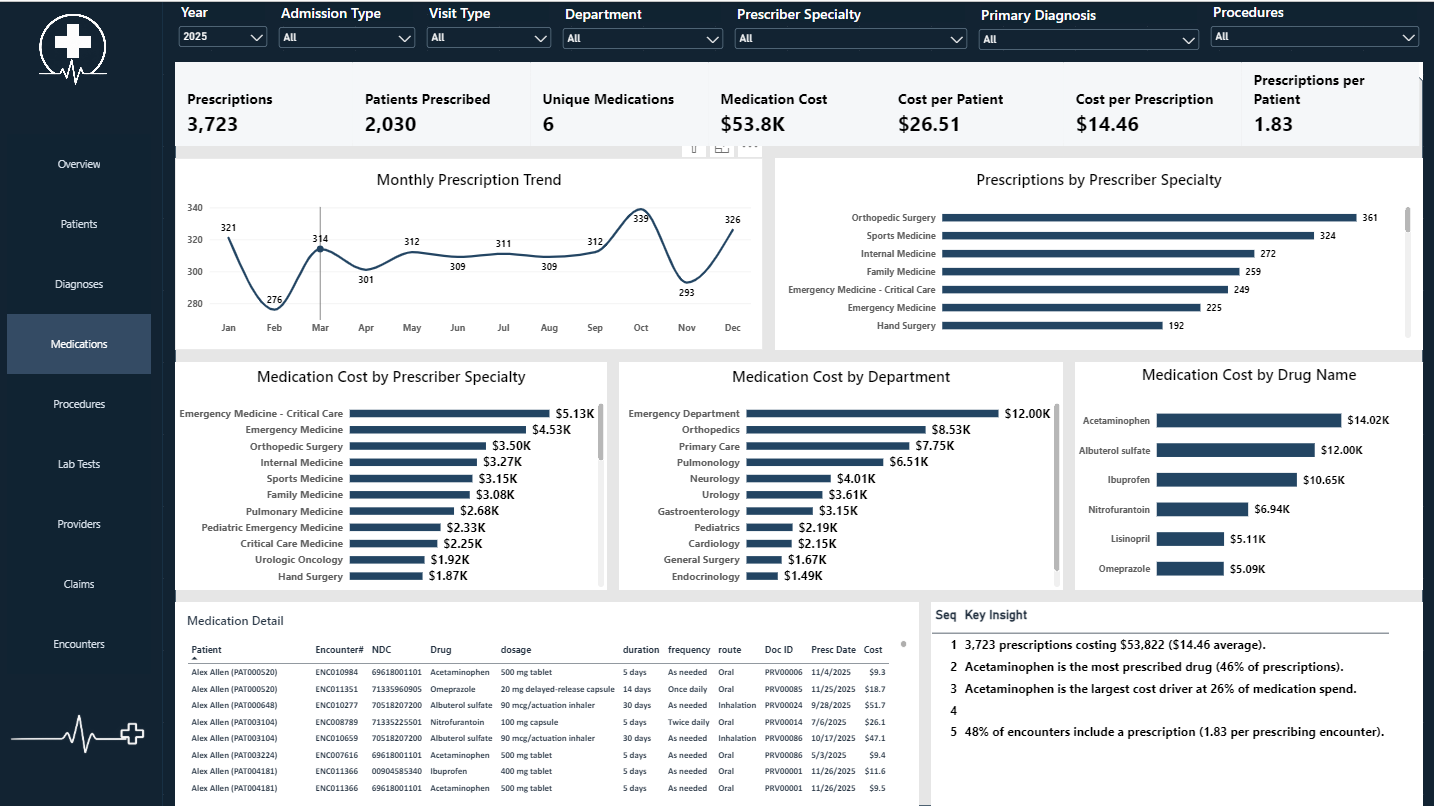 Year Admission Type Visit Type Department Prescriber Specialty Primary Diagnosis Procedures
2025 All All All All All All
Prescriptions Patients Prescribed Unique Medications Medication Cost Cost per Patient Cost per Prescription Prescriptions per Patient
3,723 2,030 6 $53.8K $26.51 $14.46 1.83
Overview
Patients
Diagnoses
Medications
Procedures
Lab Tests
Providers
Claims
Encounters
Monthly Prescription Trend
340
320
300
280
321 276 314 301 312 309 311 309 312 339 293 326
Jan Feb Mar Apr May Jun Jul Aug Sep Oct Nov Dec
Prescriptions by Prescriber Specialty
Orthopedic Surgery 361
Sports Medicine 324
Internal Medicine 272
Family Medicine 259
Emergency Medicine - Critical Care 249
Emergency Medicine 225
Hand Surgery 192
Medication Cost by Prescriber Specialty
Emergency Medicine - Critical Care $5.13K
Emergency Medicine $4.53K
Orthopedic Surgery $3.50K
Internal Medicine $3.27K
Sports Medicine $3.15K
Family Medicine $3.08K
Pulmonary Medicine $2.68K
Pediatric Emergency Medicine $2.33K
Critical Care Medicine $2.25K
Urologic Oncology $1.92K
Hand Surgery $1.87K
Medication Cost by Department
Emergency Department $12.00K
Orthopedics $8.53K
Primary Care $7.75K
Pulmonology $6.51K
Neurology $4.01K
Urology $3.61K
Gastroenterology $3.15K
Pediatrics $2.19K
Cardiology $2.15K
General Surgery $1.67K
Endocrinology $1.49K
Medication Cost by Drug Name
Acetaminophen $14.02K
Albuterol sulfate $12.00K
Ibuprofen $10.65K
Nitrofurantoin $6.94K
Lisinopril $5.11K
Omeprazole $5.09K
Medication Detail
Patient Encounter# NDC Drug dosage duration frequency route Doc ID Presc Date Cost
Alex Allen (PAT000520) ENC010984 69618001101 Acetaminophen 500 mg tablet 5 days As needed Oral PRV00006 11/4/2025 $9.3
Alex Allen (PAT000520) ENC011351 71335960905 Omeprazole 20 mg delayed-release capsule 14 days Once daily Oral PRV00085 11/25/2025 $18.7
Alex Allen (PAT000648) ENC010277 70518207200 Albuterol sulfate 90 mcg/actuation inhaler 30 days As needed Inhalation PRV00024 9/28/2025 $51.7
Alex Allen (PAT003104) ENC008789 71335225501 Nitrofurantoin 100 mg capsule 5 days Twice daily Oral PRV00014 7/6/2025 $26.1
Alex Allen (PAT003104) ENC010659 70518207200 Albuterol sulfate 90 mcg/actuation inhaler 30 days As needed Inhalation PRV00086 10/17/2025 $47.1
Alex Allen (PAT003224) ENC007616 69618001101 Acetaminophen 500 mg tablet 5 days As needed Oral PRV00086 5/3/2025 $9.4
Alex Allen (PAT004181) ENC011366 00904585340 Ibuprofen 400 mg tablet 5 days As needed Oral PRV00001 11/26/2025 $11.6
Alex Allen (PAT004181) ENC011366 69618001101 Acetaminophen 500 mg tablet 5 days As needed Oral PRV00001 11/26/2025 $9.5
Seq Key Insight
1 3,723 prescriptions costing $53,822 ($14.46 average).
2 Acetaminophen is the most prescribed drug (46% of prescriptions).
3 Acetaminophen is the largest cost driver at 26% of medication spend.
4
5 48% of encounters include a prescription (1.83 per prescribing encounter).